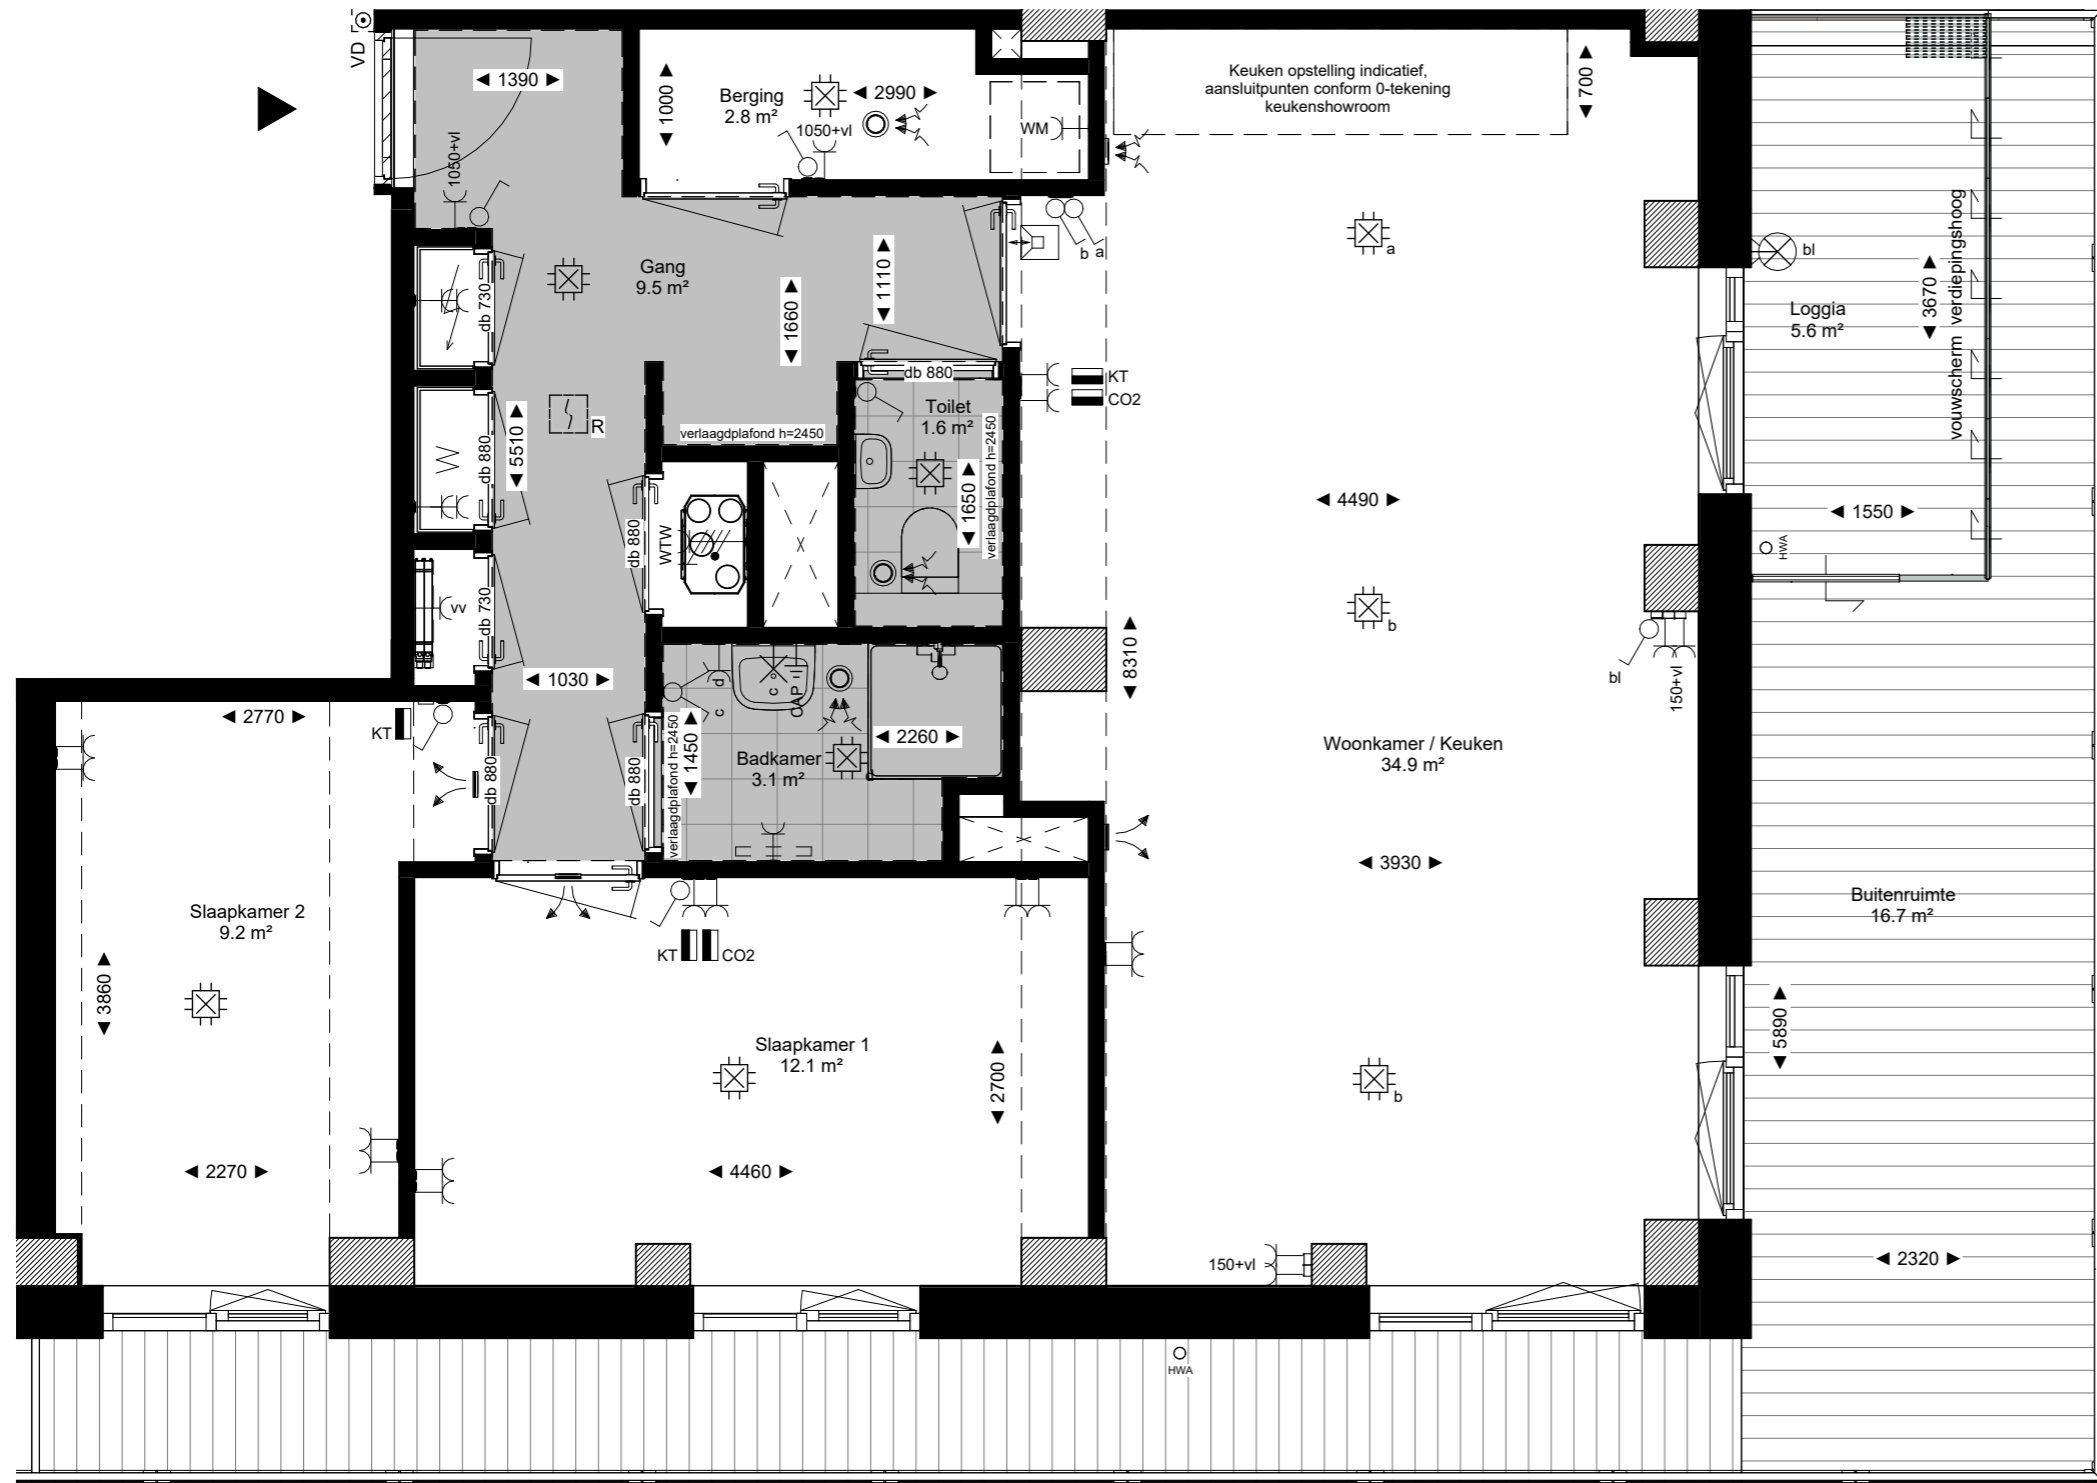 VD
◄ 1390 ►
◄ 1000 ►
Berging
2.8 m²
◄ 2990 ►
1050+vl
WM
Keuken opstelling indicatief,
aansluitpunten conform 0-tekening
keukenshowroom
◄ 700 ►
1050+vl
Gang
9.5 m²
◄ 1110 ►
◄ 1660 ►
b a
a
bl
Loggia
5.6 m²
◄ 3670 ►
vouwscherm verdiepingshoog
db 730
db 880
KT
CO2
Toilet
1.6 m²
verlaagdplafond h=2450
verlaagdplafond h=2450
R
W
db 880
◄ 5510 ►
◄ 1650 ►
◄ 4490 ►
◄ 1550 ►
HWA
WTW
db 880
vv
db 730
b
◄ 8310 ►
bl
150+vl
◄ 1030 ►
c
d
c
CAP
◄ 2770 ►
KT
db 880
db 880
verlaagdplafond h=2450
◄ 1450 ►
Badkamer
3.1 m²
◄ 2260 ►
Woonkamer / Keuken
34.9 m²
◄ 3930 ►
Slaapkamer 2
9.2 m²
KT
CO2
Buitenruimte
16.7 m²
◄ 3860 ►
Slaapkamer 1
12.1 m²
◄ 2700 ►
b
◄ 5890 ►
◄ 2270 ►
◄ 4460 ►
150+vl
◄ 2320 ►
HWA